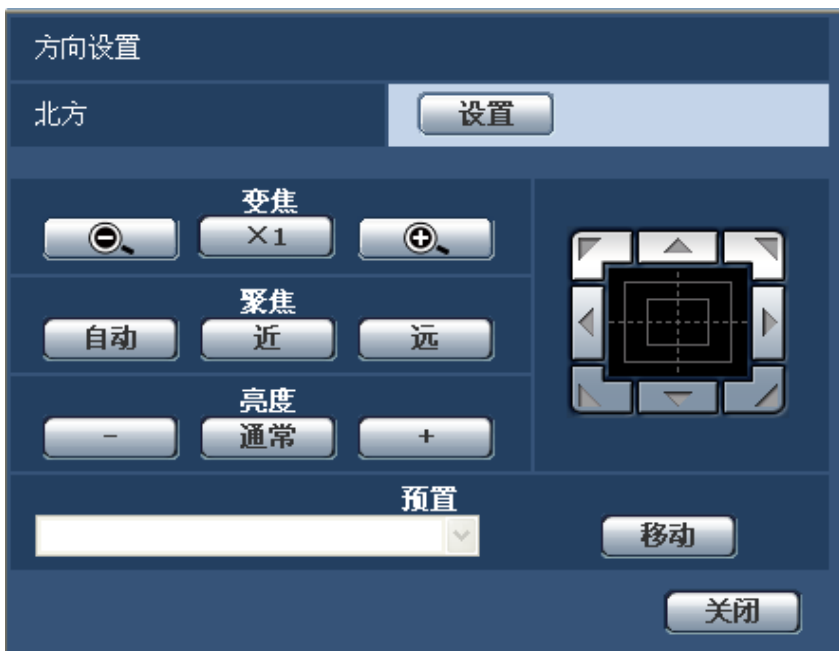 方向设置
北方 设置
变焦
×1
聚焦
自动 近 远
亮度
- 通常 +
预置
移动
关闭